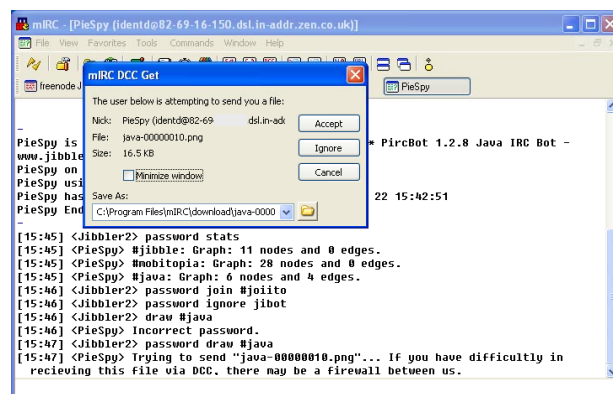 mIRC - [PieSpy (identd@82-69-16-150.dsl.in-addr.zen.co.uk)]
File View Favorites Tools Commands Window Help
freenode J
PieSpy
mIRC DCC Get
The user below is attempting to send you a file:
Nick: PieSpy (identd@82-69 dsl.in-adc
File: java-00000010.png
Size: 16.5 KB
Minimize window
Save As:
C:\Program Files\mIRC\download\java-0000
Accept
Ignore
Cancel
-
PieSpy is * PircBot 1.2.8 Java IRC Bot -
www.jibble
PieSpy on
PieSpy usi
PieSpy has 22 15:42:51
PieSpy End
-
[15:45] <Jibbler2> password stats
[15:45] <PieSpy> #jibble: Graph: 11 nodes and 0 edges.
[15:45] <PieSpy> #mobitopia: Graph: 28 nodes and 0 edges.
[15:45] <PieSpy> #java: Graph: 6 nodes and 4 edges.
[15:46] <Jibbler2> password join #joiito
[15:46] <Jibbler2> password ignore jibot
[15:46] <Jibbler2> draw #java
[15:46] <PieSpy> Incorrect password.
[15:47] <Jibbler2> password draw #java
[15:47] <PieSpy> Trying to send "java-00000010.png"... If you have difficultly in
recieving this file via DCC, there may be a firewall between us.